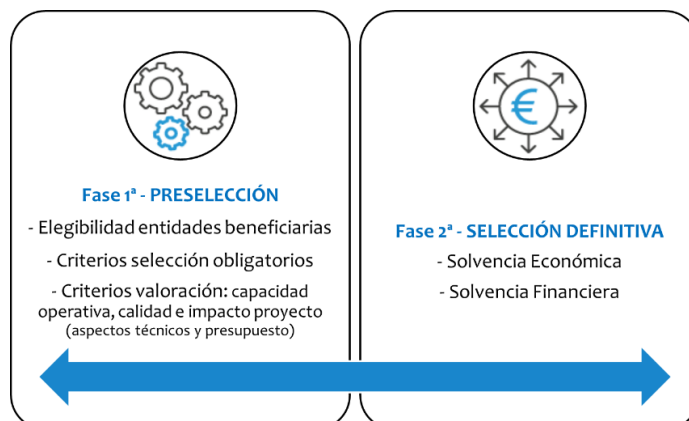 Fase 1ª - PRESELECCIÓN
- Elegibilidad entidades beneficiarias
- Criterios selección obligatorios
- Criterios valoración: capacidad
operativa, calidad e impacto proyecto
(aspectos técnicos y presupuesto)
€
Fase 2ª - SELECCIÓN DEFINITIVA
- Solvencia Económica
- Solvencia Financiera